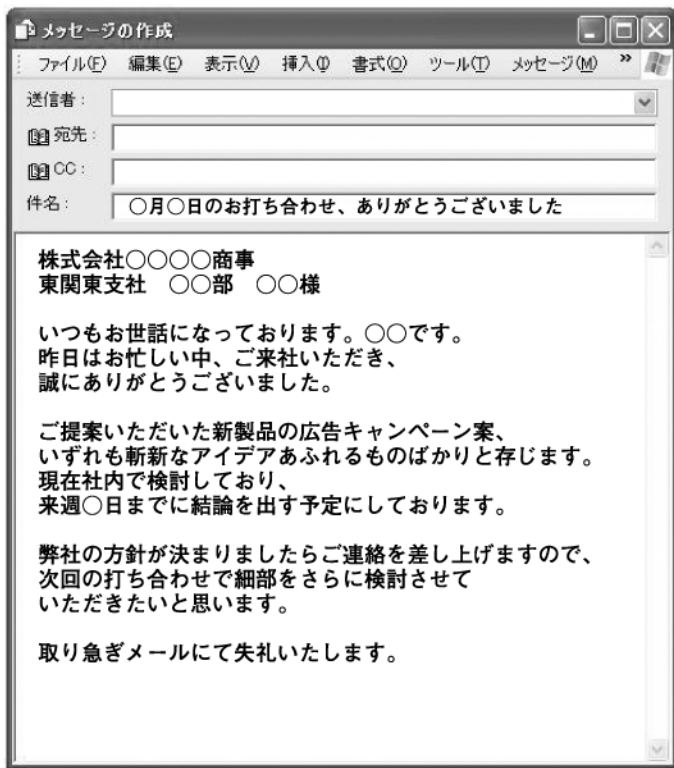 メッセージの作成
ファイル(F) 編集(E) 表示(V) 挿入(I) 書式(O) ツール(T) メッセージ(M) »
送信者：
宛先：
CC：
件名： ○月○日のお打ち合わせ、ありがとうございました
株式会社○○○○商事
東関東支社　○○部　○○様
いつもお世話になっております。○○です。
昨日はお忙しい中、ご来社いただき、
誠にありがとうございました。
ご提案いただいた新製品の広告キャンペーン案、
いずれも斬新なアイデアあふれるものばかりと存じます。
現在社内で検討しており、
来週○日までに結論を出す予定にしております。
弊社の方針が決まりましたらご連絡を差し上げますので、
次回の打ち合わせで細部をさらに検討させて
いただきたいと思います。
取り急ぎメールにて失礼いたします。